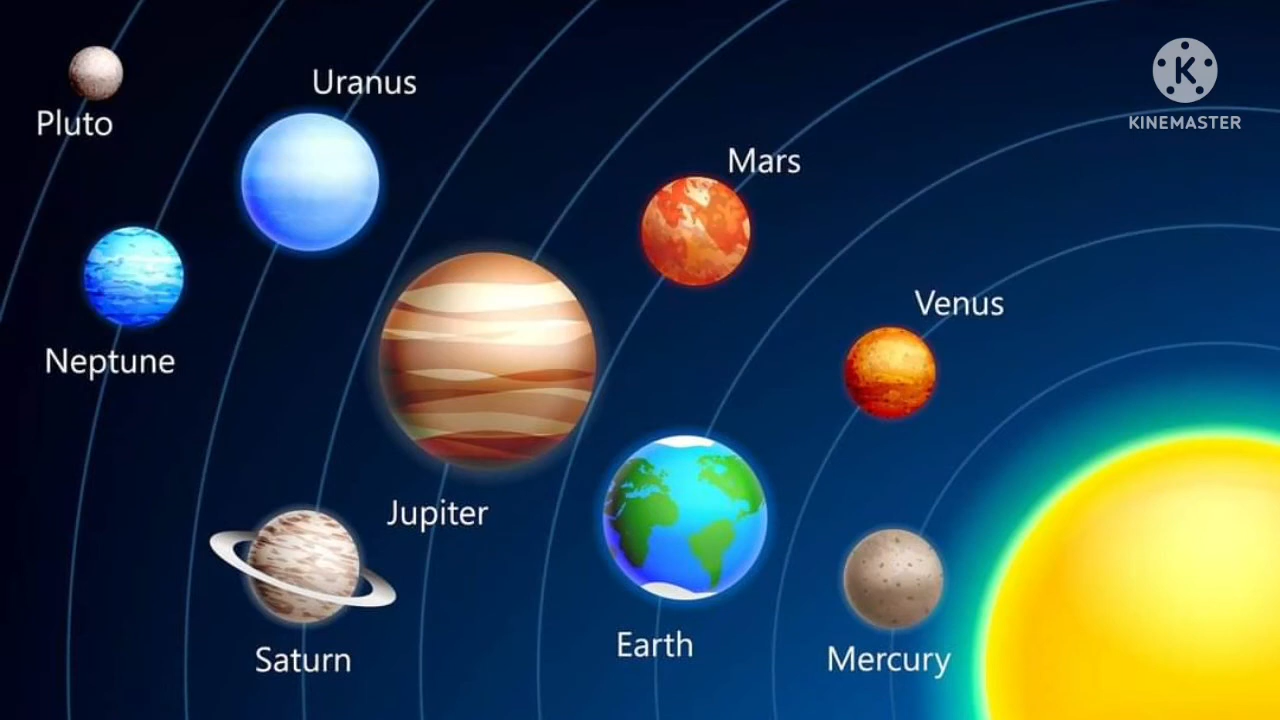 Pluto
Uranus
K
KINEMASTER
Mars
Neptune
Venus
Jupiter
Saturn
Earth
Mercury